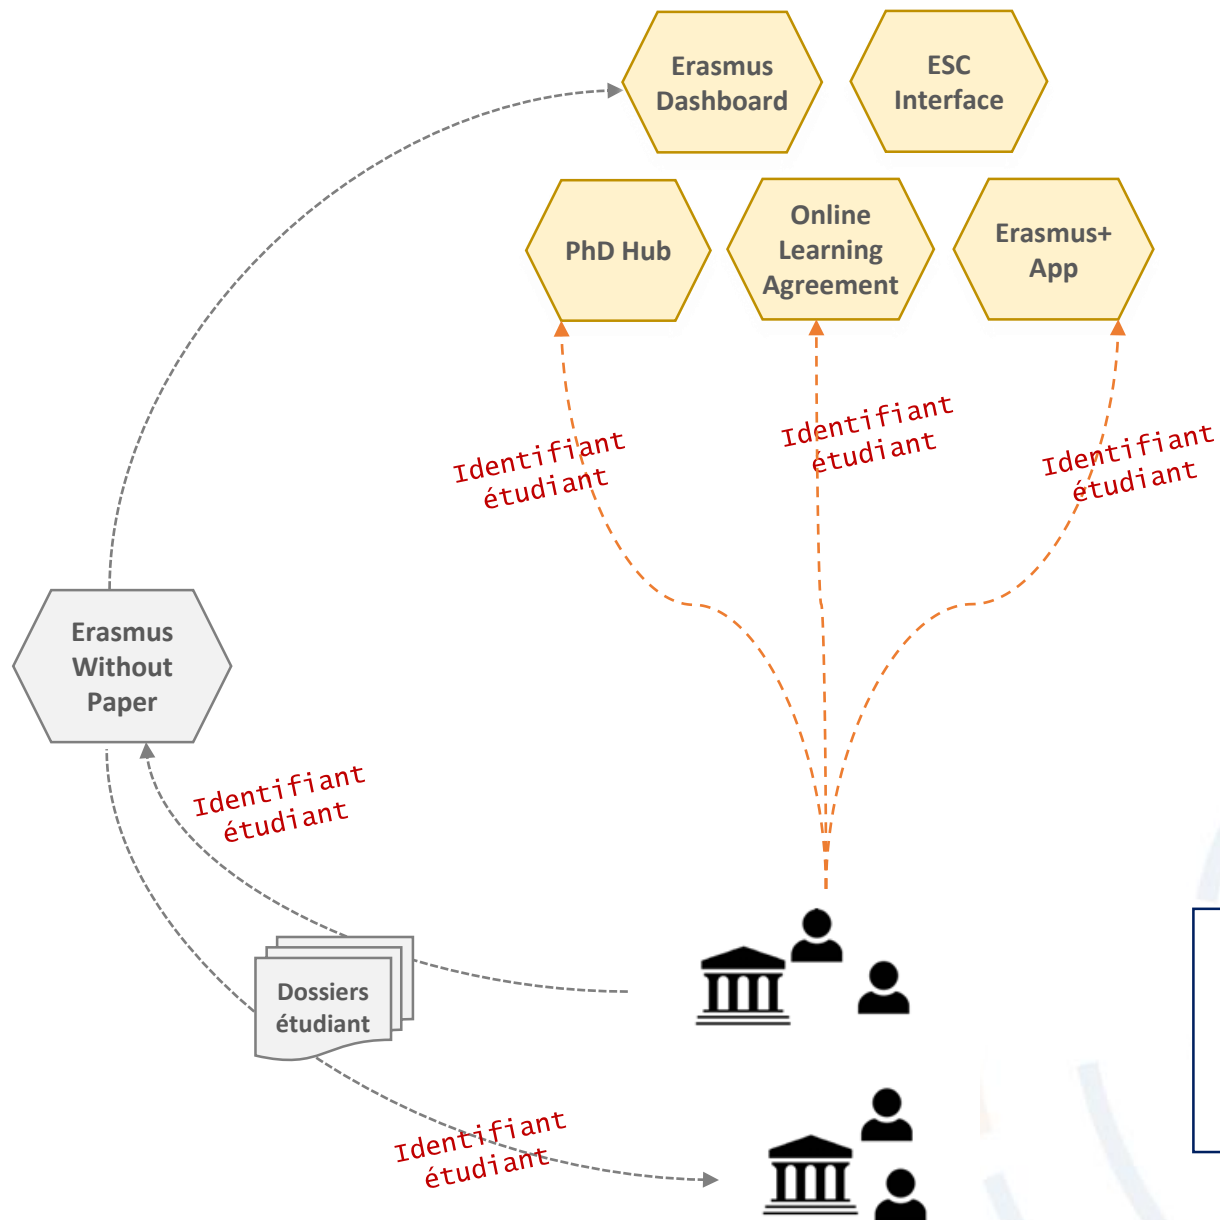 Erasmus
Dashboard
ESC
Interface
PhD Hub
Online
Learning
Agreement
Erasmus+
App
Identifiant
étudiant
Identifiant
étudiant
Identifiant
étudiant
Erasmus
Without
Paper
Identifiant
étudiant
Dossiers
étudiant
Identifiant
étudiant